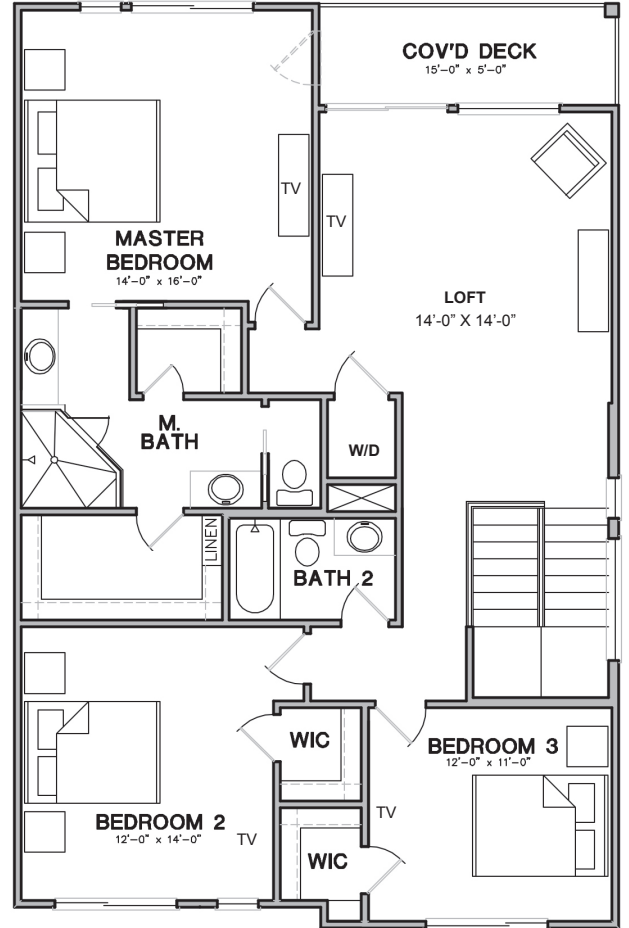 COV'D DECK
15'-0" x 5'-0"
TV
TV
MASTER
BEDROOM
14'-0" x 16'-0"
LOFT
14'-0" X 14'-0"
M.
BATH
W/D
LINEN
BATH 2
WIC
BEDROOM 3
12'-0" x 11'-0"
BEDROOM 2
12'-0" x 14'-0"
TV
TV
WIC